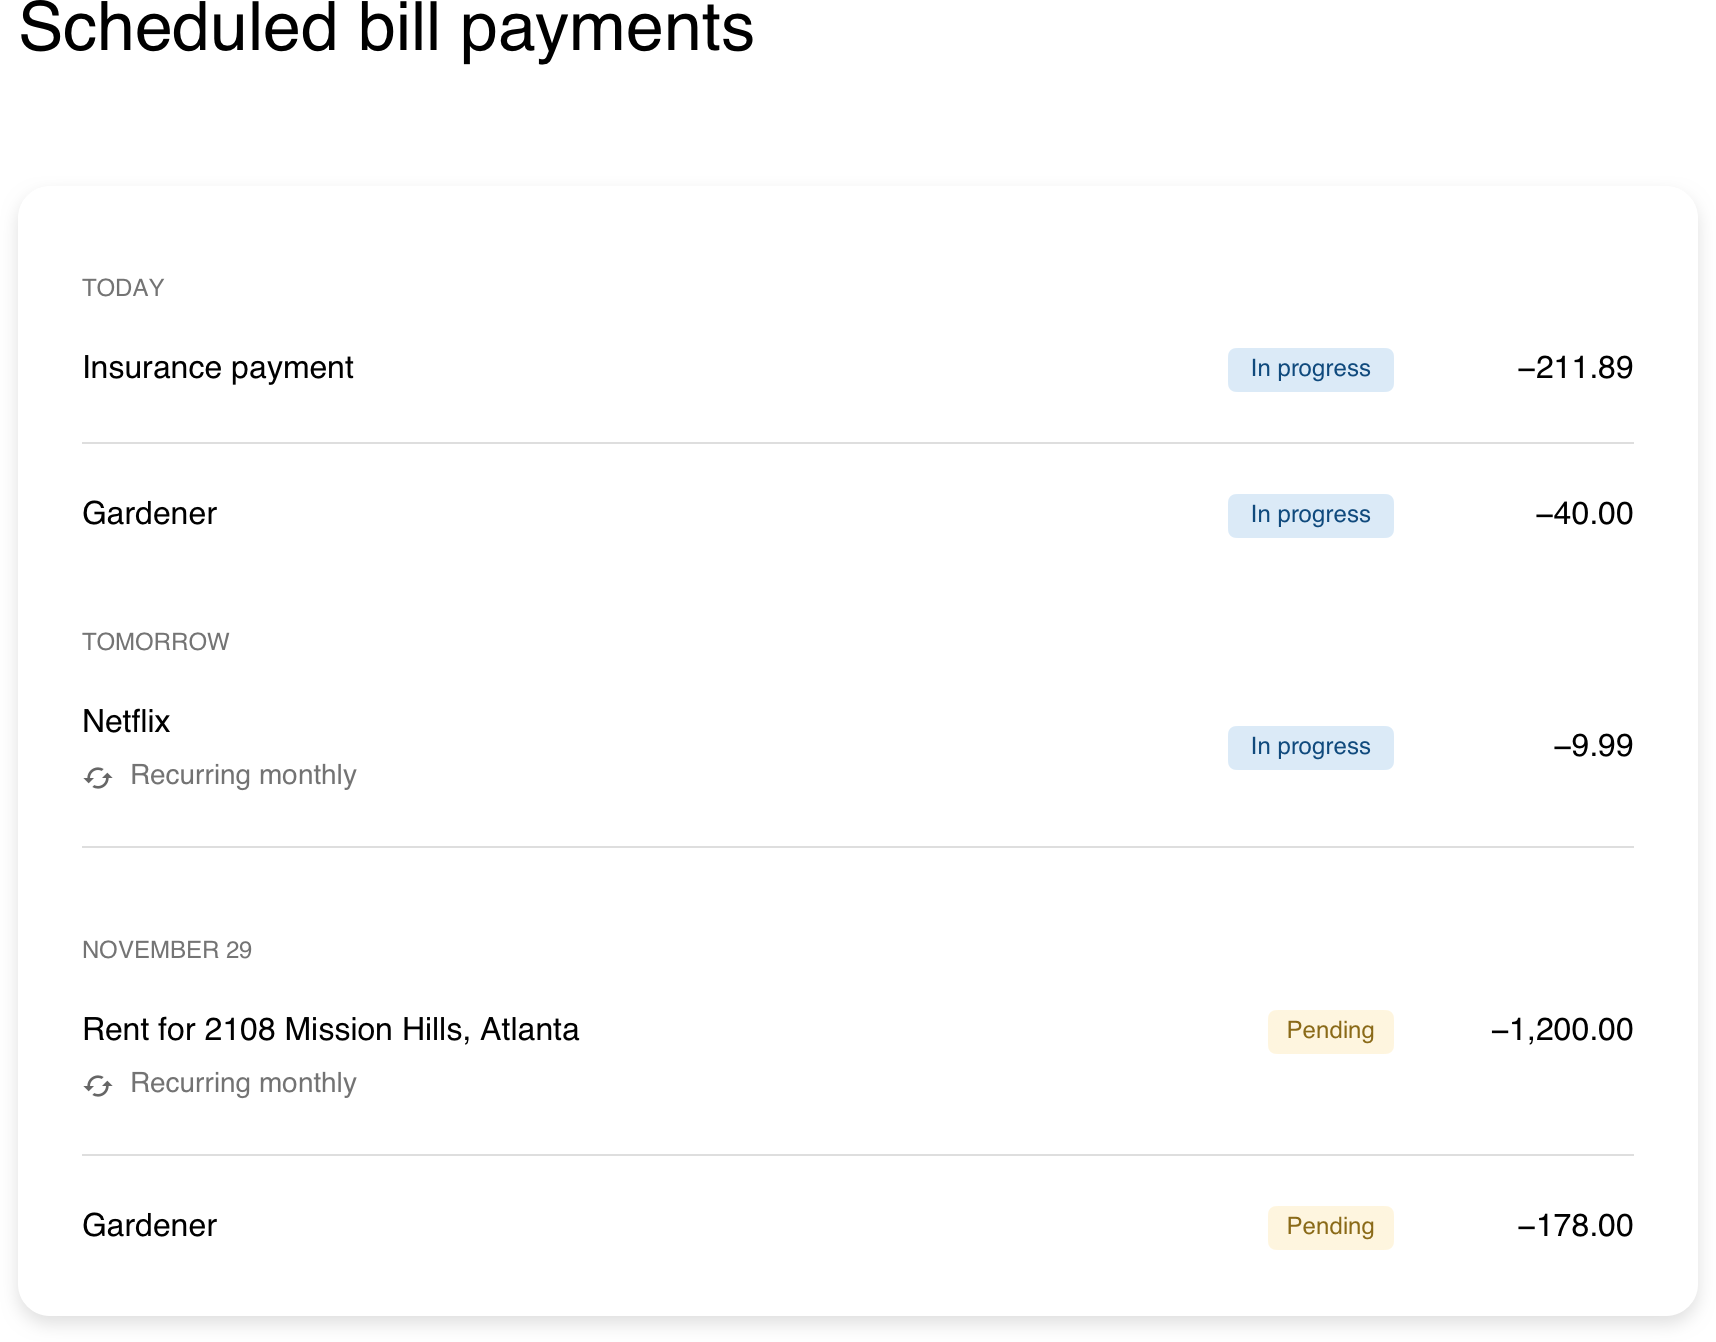 Scheduled bill payments
TODAY
Insurance payment In progress −211.89
Gardener In progress −40.00
TOMORROW
Netflix
In progress −9.99
Recurring monthly
NOVEMBER 29
Rent for 2108 Mission Hills, Atlanta Pending −1,200.00
Recurring monthly
Gardener Pending −178.00